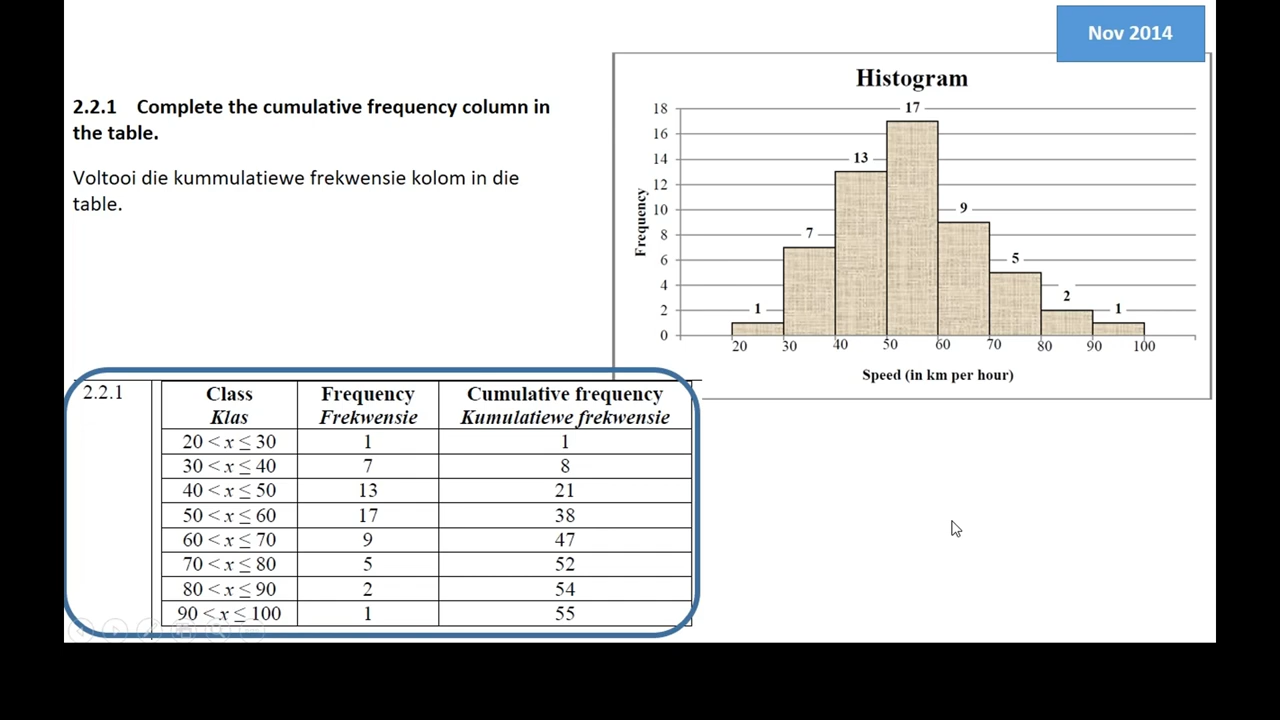 Nov 2014
2.2.1 Complete the cumulative frequency column in
the table.
Voltooi die kummulatiewe frekwensie kolom in die
table.
Histogram
Frequency
18
16
14
12
10
8
6
4
2
0
1
7
13
17
9
5
2
1
20 30 40 50 60 70 80 90 100
Speed (in km per hour)
2.2.1
Class Frequency Cumulative frequency
Klas Frekwensie Kumulatiewe frekwensie
20 < x ≤ 30 1 1
30 < x ≤ 40 7 8
40 < x ≤ 50 13 21
50 < x ≤ 60 17 38
60 < x ≤ 70 9 47
70 < x ≤ 80 5 52
80 < x ≤ 90 2 54
90 < x ≤ 100 1 55